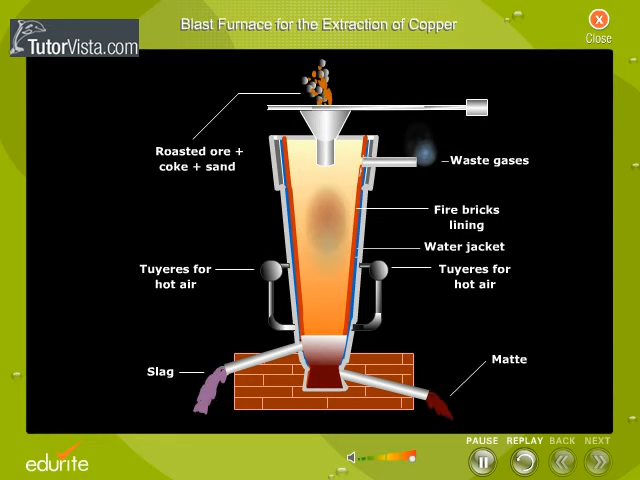 Blast Furnace for the Extraction of Copper
Close
TutorVista.com
Roasted ore +
coke + sand
Waste gases
Fire bricks
lining
Water jacket
Tuyeres for
hot air
Tuyeres for
hot air
Slag
Matte
PAUSE REPLAY BACK NEXT
edurite